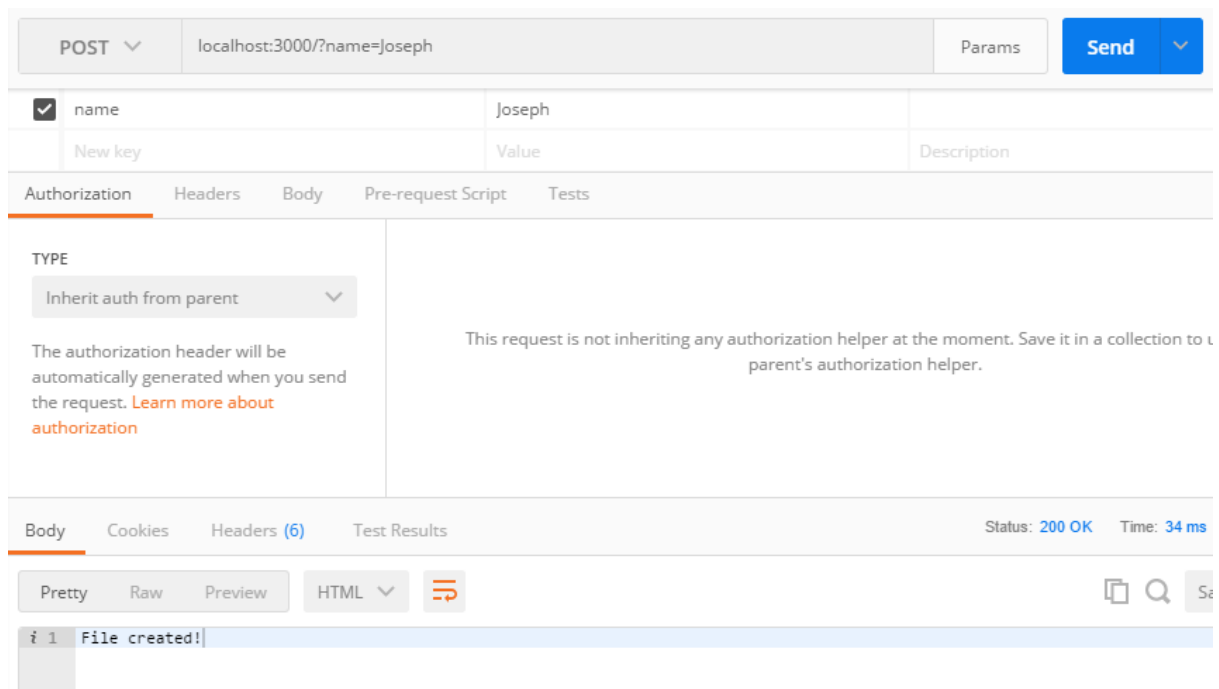 POST localhost:3000/?name=Joseph Params Send
name Joseph
New key Value Description
Authorization Headers Body Pre-request Script Tests
TYPE
Inherit auth from parent
The authorization header will be
automatically generated when you send
the request. Learn more about
authorization
This request is not inheriting any authorization helper at the moment. Save it in a collection to u
parent's authorization helper.
Body Cookies Headers (6) Test Results Status: 200 OK Time: 34 ms
Pretty Raw Preview HTML Sa
i 1 File created!